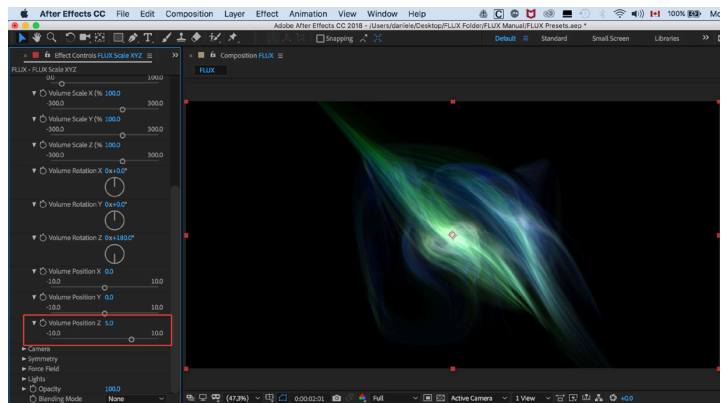 After Effects CC File Edit Composition Layer Effect Animation View Window Help 100%
Adobe After Effects CC 2018 - /Users/daniele/Desktop/FLUX Folder/FLUX Manual/FLUX Presets.aep *
Snapping Default Standard Small Screen Libraries
Effect Controls FLUX Scale XYZ
Composition FLUX
FLUX • FLUX Scale XYZ
FLUX
0.0 100.0
Volume Scale X (% 100.0
-300.0 300.0
Volume Scale Y (% 100.0
-300.0 300.0
Volume Scale Z (% 100.0
-300.0 300.0
Volume Rotation X 0x+0.0°
Volume Rotation Y 0x+0.0°
Volume Rotation Z 0x+180.0°
Volume Position X 0.0
-10.0 10.0
Volume Position Y 0.0
-10.0 10.0
Volume Position Z 5.0
-10.0 10.0
Camera
Symmetry
Force Field
Lights
Opacity 100.0
Blending Mode None
(47.3%) 0:00:02:01 Full Active Camera 1 View +0.0